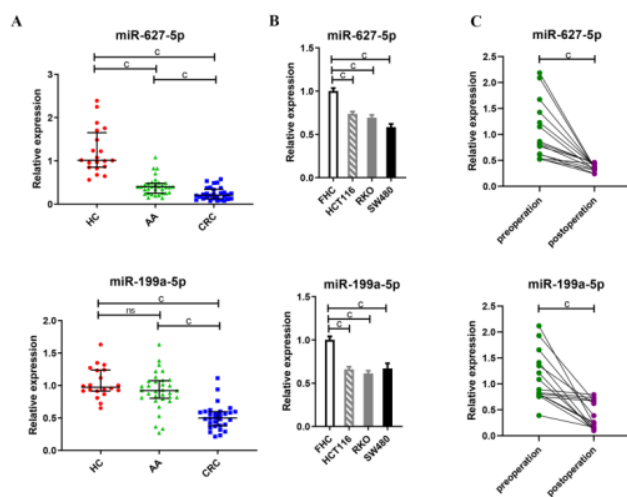 A
miR-627-5p
c
c
c
Relative expression
3
2
1
0
HC
AA
CRC
B
miR-627-5p
c
c
c
Relative expression
1.5
1.0
0.5
0.0
FHC
HCT116
RKO
SW480
C
miR-627-5p
c
Relative expression
2.5
2.0
1.5
1.0
0.5
0.0
preoperation
postoperation
miR-199a-5p
c
ns
c
Relative expression
2.0
1.5
1.0
0.5
0.0
HC
AA
CRC
miR-199a-5p
c
c
c
Relative expression
1.5
1.0
0.5
0.0
FHC
HCT116
RKO
SW480
miR-199a-5p
c
Relative expression
2.5
2.0
1.5
1.0
0.5
0.0
preoperation
postoperation